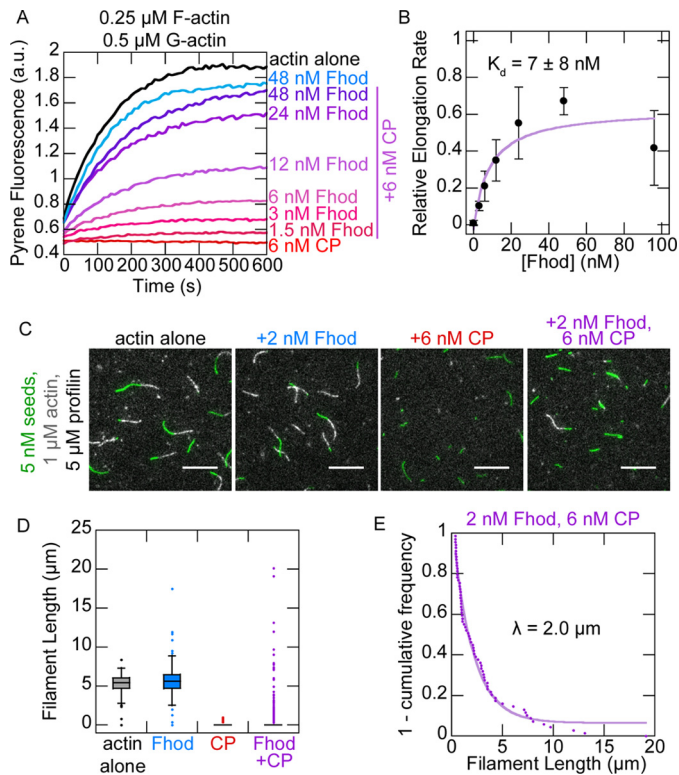 A
0.25 µM F-actin
0.5 µM G-actin
Pyrene Fluorescence (a.u.)
2
1.8
1.6
1.4
1.2
1
0.8
0.6
0.4
0 100 200 300 400 500 600
Time (s)
actin alone
48 nM Fhod
48 nM Fhod
24 nM Fhod
12 nM Fhod
6 nM Fhod
3 nM Fhod
1.5 nM Fhod
6 nM CP
+6 nM CP
B
Relative Elongation Rate
1
0.8
0.6
0.4
0.2
0
K_d = 7 ± 8 nM
0 20 40 60 80 100
[Fhod] (nM)
C
actin alone
+2 nM Fhod
+6 nM CP
+2 nM Fhod,
6 nM CP
5 nM seeds,
1 µM actin,
5 µM profilin
D
Filament Length (µm)
25
20
15
10
5
0
actin
alone
Fhod
CP
Fhod
+CP
E
2 nM Fhod, 6 nM CP
1 - cumulative frequency
1
0.8
0.6
0.4
0.2
0
λ = 2.0 µm
0 5 10 15 20
Filament Length (µm)